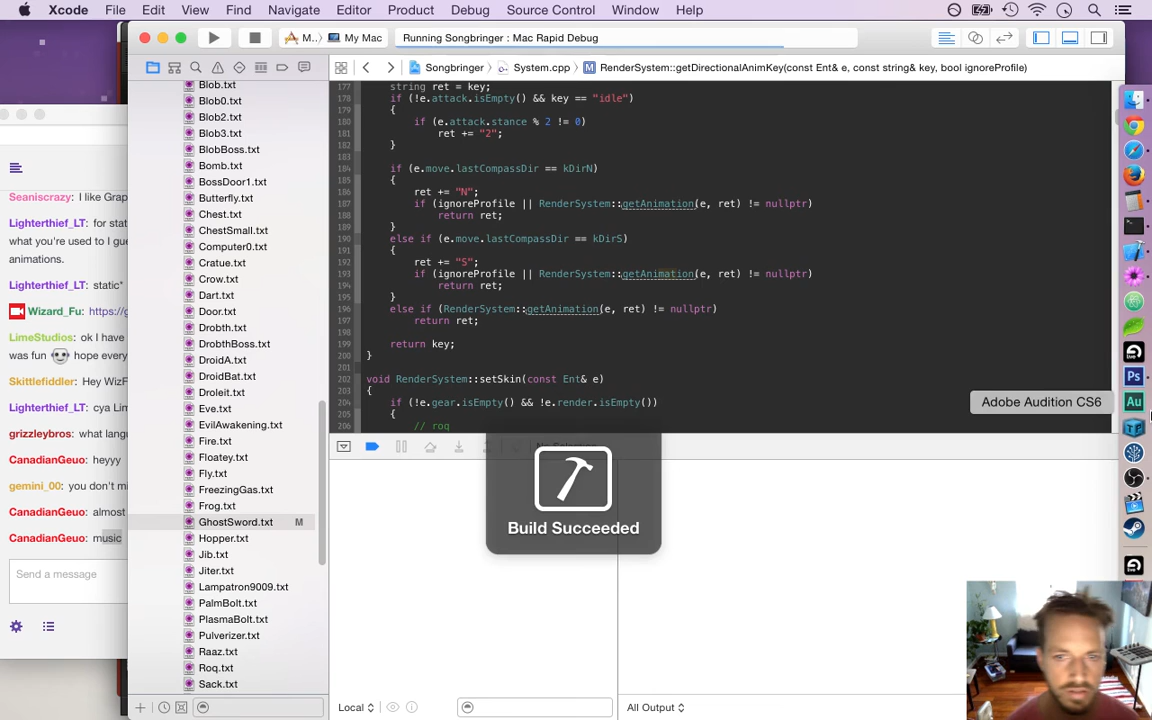 Xcode File Edit View Find Navigate Editor Product Debug Source Control Window Help
M.. My Mac
Running Songbringer : Mac Rapid Debug
Songbringer System.cpp M RenderSystem::getDirectionalAnimKey(const Ent& e, const string& key, bool ignoreProfile)
Seaniscrazy: I like Grap
Lighterthief_LT: for stat
what you're used to I gue
animations.
Lighterthief_LT: static*
Wizard_Fu: https://g
LimeStudios: ok I have
was fun hope every
Skittlefiddler: Hey WizF
Lighterthief_LT: cya Lim
grizzleybros: what langu
CanadianGeuo: heyyy
gemini_00: you don't mi
CanadianGeuo: almost
CanadianGeuo: music
Send a message
Blob.txt
Blob0.txt
Blob2.txt
Blob3.txt
BlobBoss.txt
Bomb.txt
BossDoor1.txt
Butterfly.txt
Chest.txt
ChestSmall.txt
Computer0.txt
Cratue.txt
Crow.txt
Dart.txt
Door.txt
Drobth.txt
DrobthBoss.txt
DroidA.txt
DroidBat.txt
Droleit.txt
Eve.txt
EvilAwakening.txt
Fire.txt
Floatey.txt
Fly.txt
FreezingGas.txt
Frog.txt
GhostSword.txt M
Hopper.txt
Jib.txt
Jiter.txt
Lampatron9009.txt
PalmBolt.txt
PlasmaBolt.txt
Pulverizer.txt
Raaz.txt
Roq.txt
Sack.txt
177 string ret = key;
178 if (!e.attack.isEmpty() && key == "idle")
179 {
180 if (e.attack.stance % 2 != 0)
181 ret += "2";
182 }
183
184 if (e.move.lastCompassDir == kDirN)
185 {
186 ret += "N";
187 if (ignoreProfile || RenderSystem::getAnimation(e, ret) != nullptr)
188 return ret;
189 }
190 else if (e.move.lastCompassDir == kDirS)
191 {
192 ret += "S";
193 if (ignoreProfile || RenderSystem::getAnimation(e, ret) != nullptr)
194 return ret;
195 }
196 else if (RenderSystem::getAnimation(e, ret) != nullptr)
197 return ret;
198
199 return key;
200 }
201
202 void RenderSystem::setSkin(const Ent& e)
203 {
204 if (!e.gear.isEmpty() && !e.render.isEmpty())
205 {
206 // roq
Adobe Audition CS6
Build Succeeded
Local
All Output